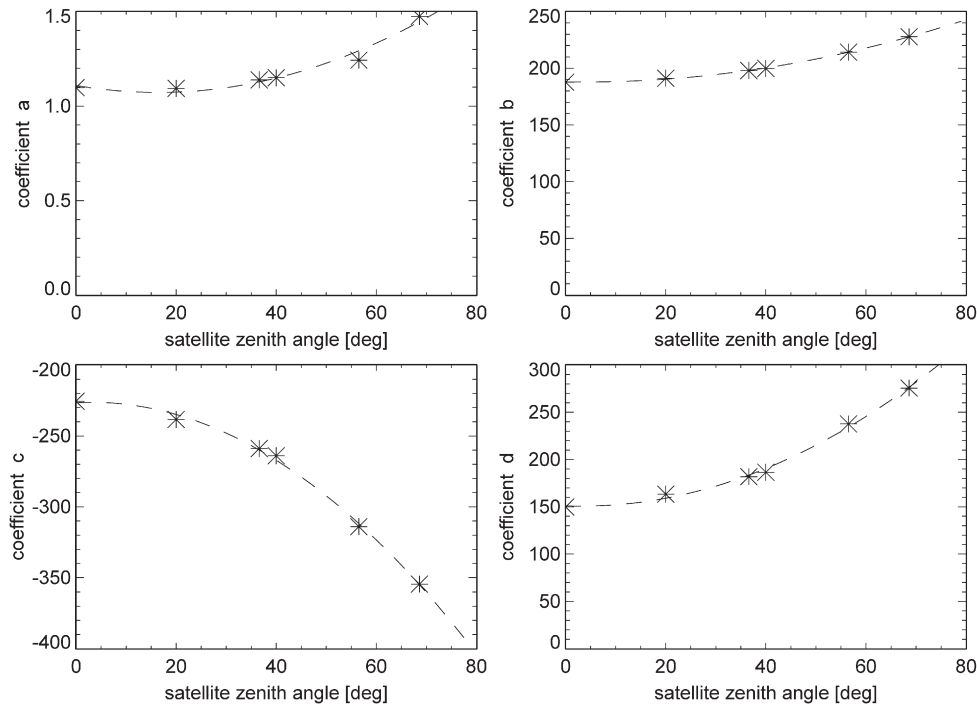 1.5
1.0
0.5
0.0
coefficient a
0 20 40 60 80
satellite zenith angle [deg]
250
200
150
100
50
0
coefficient b
0 20 40 60 80
satellite zenith angle [deg]
-200
-250
-300
-350
-400
coefficient c
0 20 40 60 80
satellite zenith angle [deg]
300
250
200
150
100
50
0
coefficient d
0 20 40 60 80
satellite zenith angle [deg]